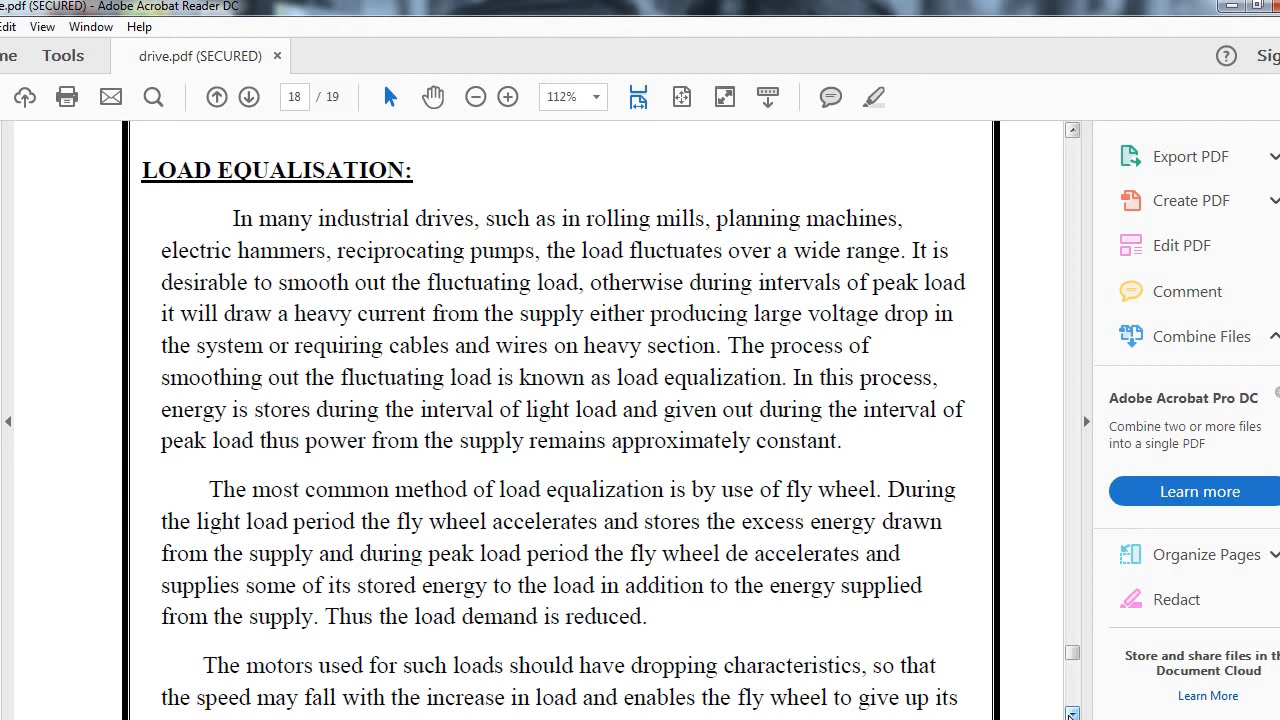 e.pdf (SECURED) - Adobe Acrobat Reader DC
Edit View Window Help
me Tools drive.pdf (SECURED) × Sig
18 / 19 112%
LOAD EQUALISATION:
In many industrial drives, such as in rolling mills, planning machines,
electric hammers, reciprocating pumps, the load fluctuates over a wide range. It is
desirable to smooth out the fluctuating load, otherwise during intervals of peak load
it will draw a heavy current from the supply either producing large voltage drop in
the system or requiring cables and wires on heavy section. The process of
smoothing out the fluctuating load is known as load equalization. In this process,
energy is stores during the interval of light load and given out during the interval of
peak load thus power from the supply remains approximately constant.
The most common method of load equalization is by use of fly wheel. During
the light load period the fly wheel accelerates and stores the excess energy drawn
from the supply and during peak load period the fly wheel de accelerates and
supplies some of its stored energy to the load in addition to the energy supplied
from the supply. Thus the load demand is reduced.
The motors used for such loads should have dropping characteristics, so that
the speed may fall with the increase in load and enables the fly wheel to give up its
Export PDF
Create PDF
Edit PDF
Comment
Combine Files
Adobe Acrobat Pro DC
Combine two or more files
into a single PDF
Learn more
Organize Pages
Redact
Store and share files in th
Document Cloud
Learn More